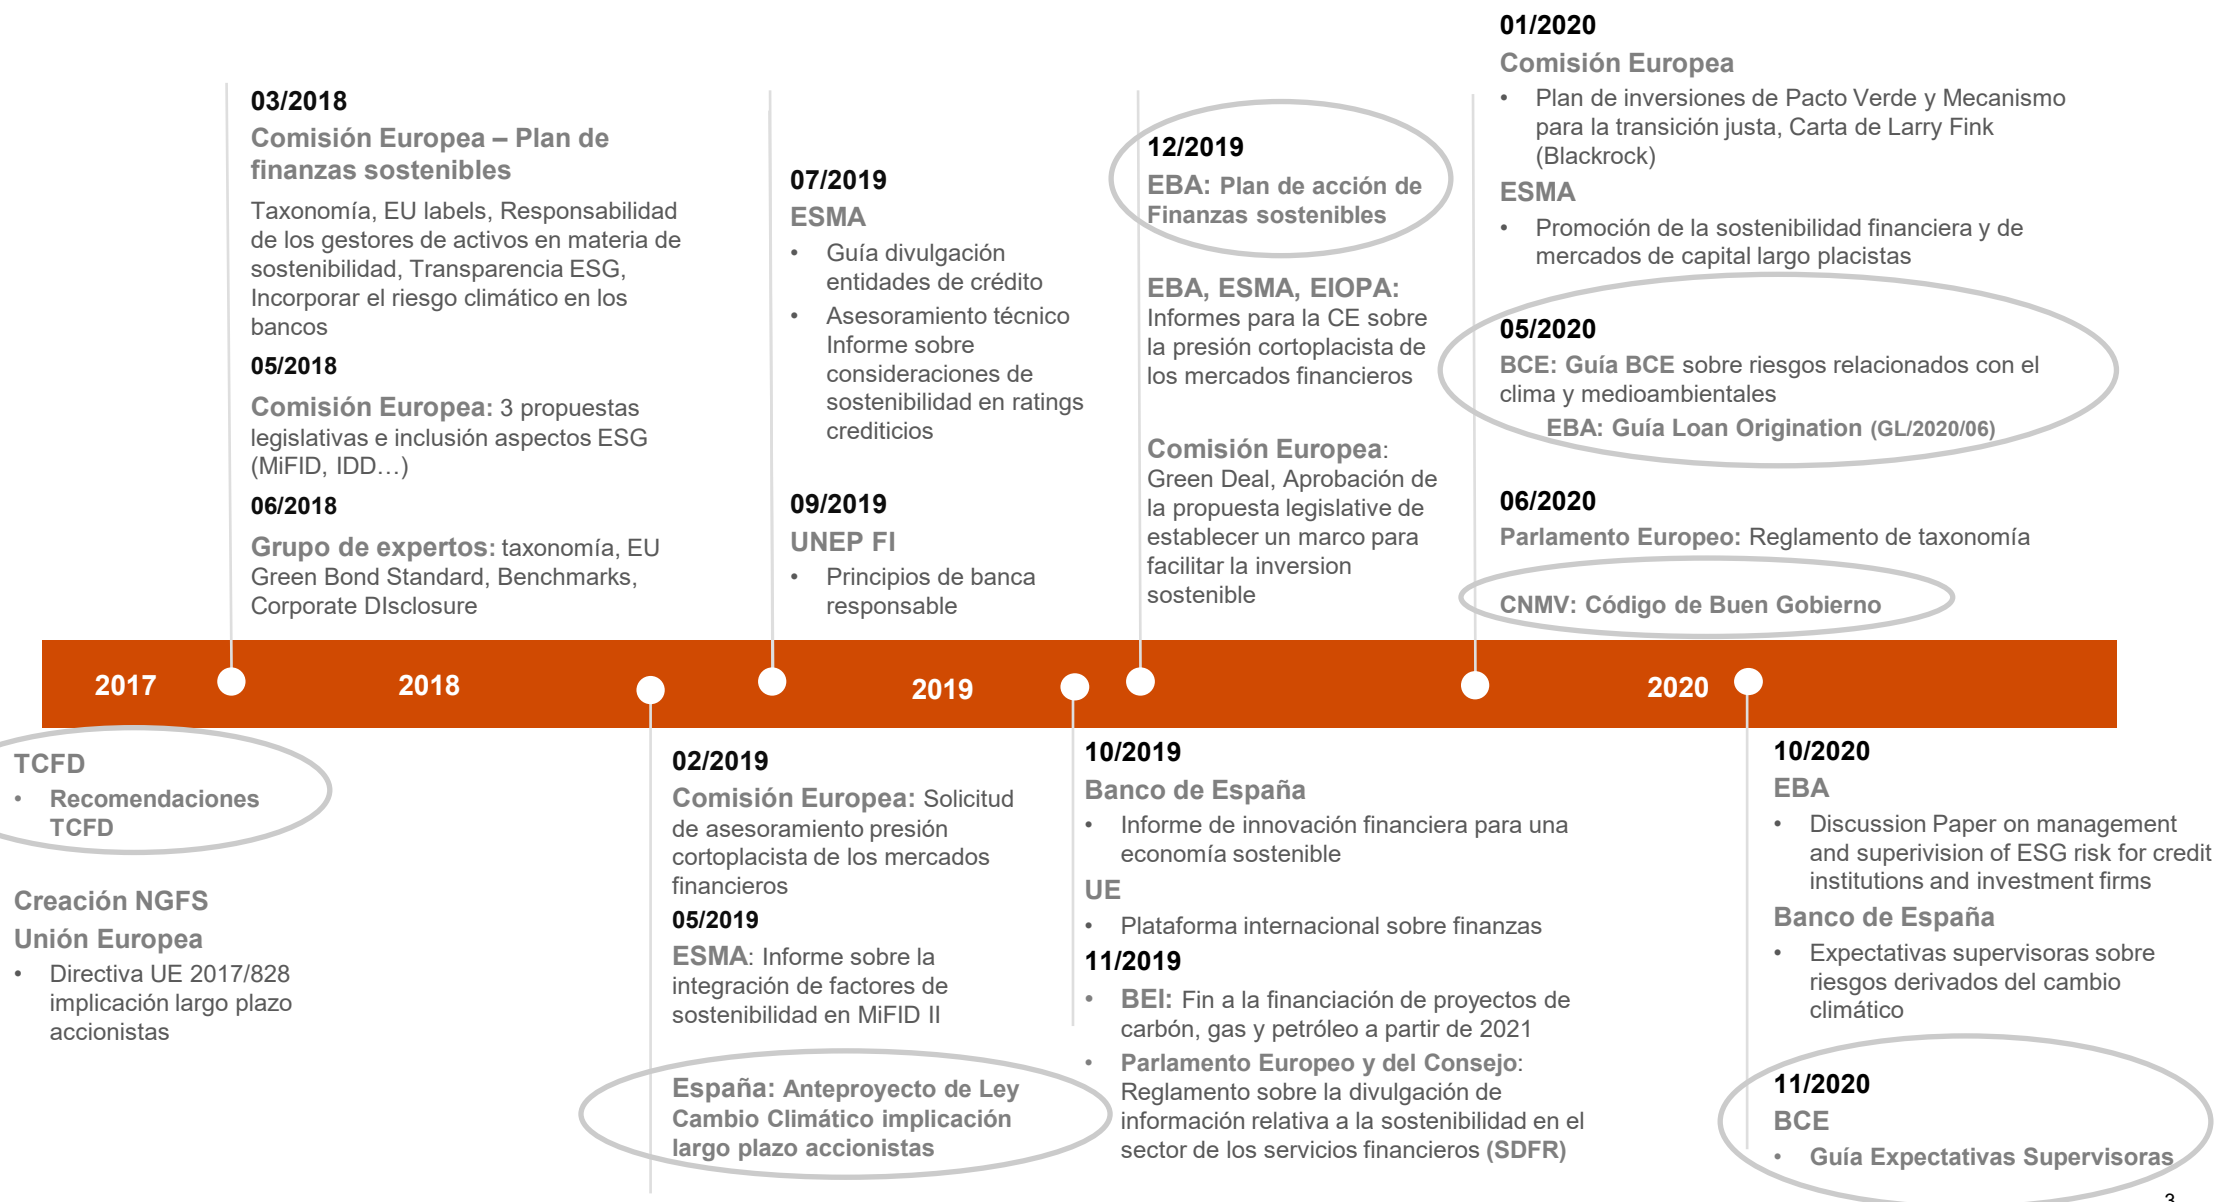 01/2020
Comisión Europea
• Plan de inversiones de Pacto Verde y Mecanismo
para la transición justa, Carta de Larry Fink
(Blackrock)
ESMA
• Promoción de la sostenibilidad financiera y de
mercados de capital largo placistas
05/2020
BCE: Guía BCE sobre riesgos relacionados con el
clima y medioambientales
EBA: Guía Loan Origination (GL/2020/06)
06/2020
Parlamento Europeo: Reglamento de taxonomía
CNMV: Código de Buen Gobierno
03/2018
Comisión Europea – Plan de
finanzas sostenibles
Taxonomía, EU labels, Responsabilidad
de los gestores de activos en materia de
sostenibilidad, Transparencia ESG,
Incorporar el riesgo climático en los
bancos
05/2018
Comisión Europea: 3 propuestas
legislativas e inclusión aspectos ESG
(MiFID, IDD…)
06/2018
Grupo de expertos: taxonomía, EU
Green Bond Standard, Benchmarks,
Corporate DIsclosure
07/2019
ESMA
• Guía divulgación
entidades de crédito
• Asesoramiento técnico
Informe sobre
consideraciones de
sostenibilidad en ratings
crediticios
09/2019
UNEP FI
• Principios de banca
responsable
12/2019
EBA: Plan de acción de
Finanzas sostenibles
EBA, ESMA, EIOPA:
Informes para la CE sobre
la presión cortoplacista de
los mercados financieros
Comisión Europea:
Green Deal, Aprobación de
la propuesta legislative de
establecer un marco para
facilitar la inversion
sostenible
2017
2018
2019
2020
TCFD
• Recomendaciones
TCFD
Creación NGFS
Unión Europea
• Directiva UE 2017/828
implicación largo plazo
accionistas
02/2019
Comisión Europea: Solicitud
de asesoramiento presión
cortoplacista de los mercados
financieros
05/2019
ESMA: Informe sobre la
integración de factores de
sostenibilidad en MiFID II
España: Anteproyecto de Ley
Cambio Climático implicación
largo plazo accionistas
10/2019
Banco de España
• Informe de innovación financiera para una
economía sostenible
UE
• Plataforma internacional sobre finanzas
11/2019
• BEI: Fin a la financiación de proyectos de
carbón, gas y petróleo a partir de 2021
• Parlamento Europeo y del Consejo:
Reglamento sobre la divulgación de
información relativa a la sostenibilidad en el
sector de los servicios financieros (SDFR)
10/2020
EBA
• Discussion Paper on management
and superivision of ESG risk for credit
institutions and investment firms
Banco de España
• Expectativas supervisoras sobre
riesgos derivados del cambio
climático
11/2020
BCE
• Guía Expectativas Supervisoras
3